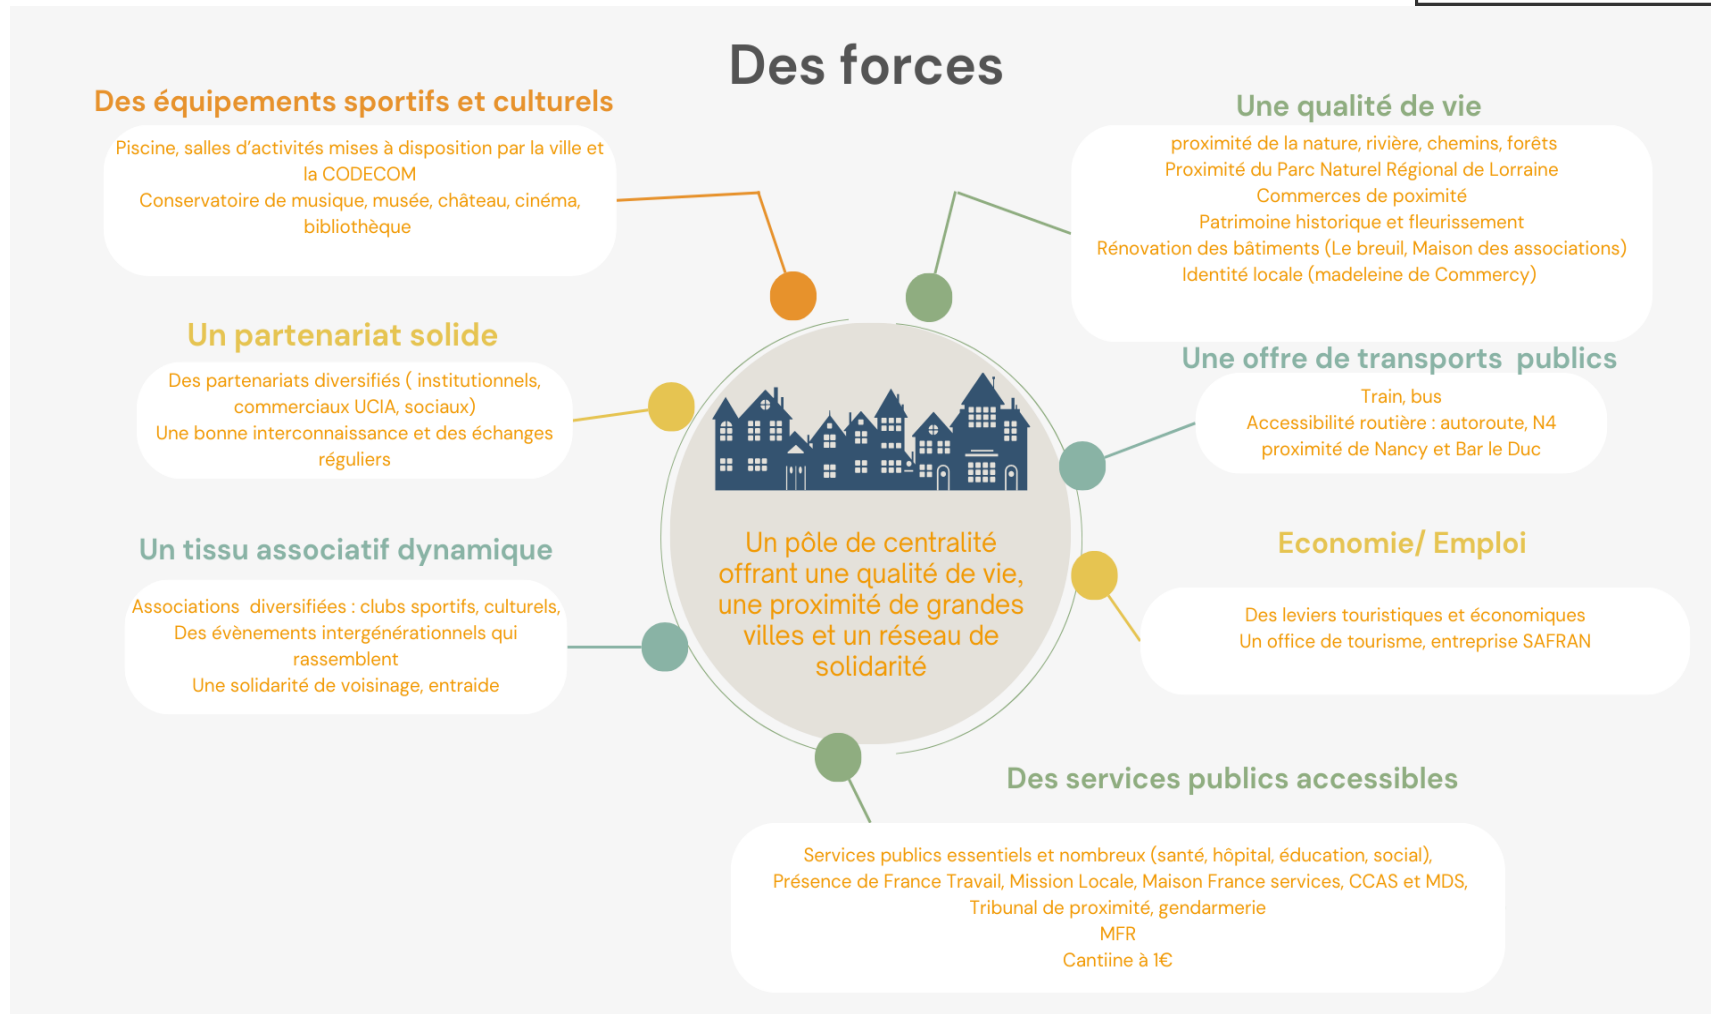 Des forces
Des équipements sportifs et culturels
Piscine, salles d'activités mises à disposition par la ville et
la CODECOM
Conservatoire de musique, musée, château, cinéma,
bibliothèque
Un partenariat solide
Des partenariats diversifiés ( institutionnels,
commerciaux UCIA, sociaux)
Une bonne interconnaissance et des échanges
réguliers
Un tissu associatif dynamique
Associations  diversifiées : clubs sportifs, culturels,
Des évènements intergénérationnels qui
rassemblent
Une solidarité de voisinage, entraide
Un pôle de centralité
offrant une qualité de vie,
une proximité de grandes
villes et un réseau de
solidarité
Une qualité de vie
proximité de la nature, rivière, chemins, forêts
Proximité du Parc Naturel Régional de Lorraine
Commerces de poximité
Patrimoine historique et fleurissement
Rénovation des bâtiments (Le breuil, Maison des associations)
Identité locale (madeleine de Commercy)
Une offre de transports  publics
Train, bus
Accessibilité routière : autoroute, N4
proximité de Nancy et Bar le Duc
Economie/ Emploi
Des leviers touristiques et économiques
Un office de tourisme, entreprise SAFRAN
Des services publics accessibles
Services publics essentiels et nombreux (santé, hôpital, éducation, social),
Présence de France Travail, Mission Locale, Maison France services, CCAS et MDS,
Tribunal de proximité, gendarmerie
MFR
Cantiine à 1€